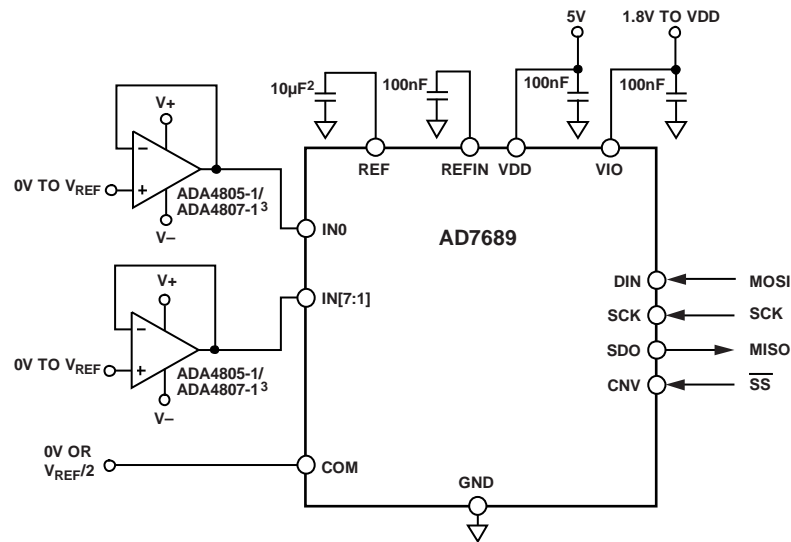 5V
1.8V TO VDD
10µF2
100nF
100nF
100nF
V+
REF
REFIN
VDD
VIO
−
+
0V TO VREF
ADA4805-1/
ADA4807-13
V–
IN0
AD7689
V+
IN[7:1]
DIN
MOSI
SCK
SCK
−
+
0V TO VREF
SDO
MISO
ADA4805-1/
ADA4807-13
CNV
SS
V–
0V OR
VREF/2
COM
GND